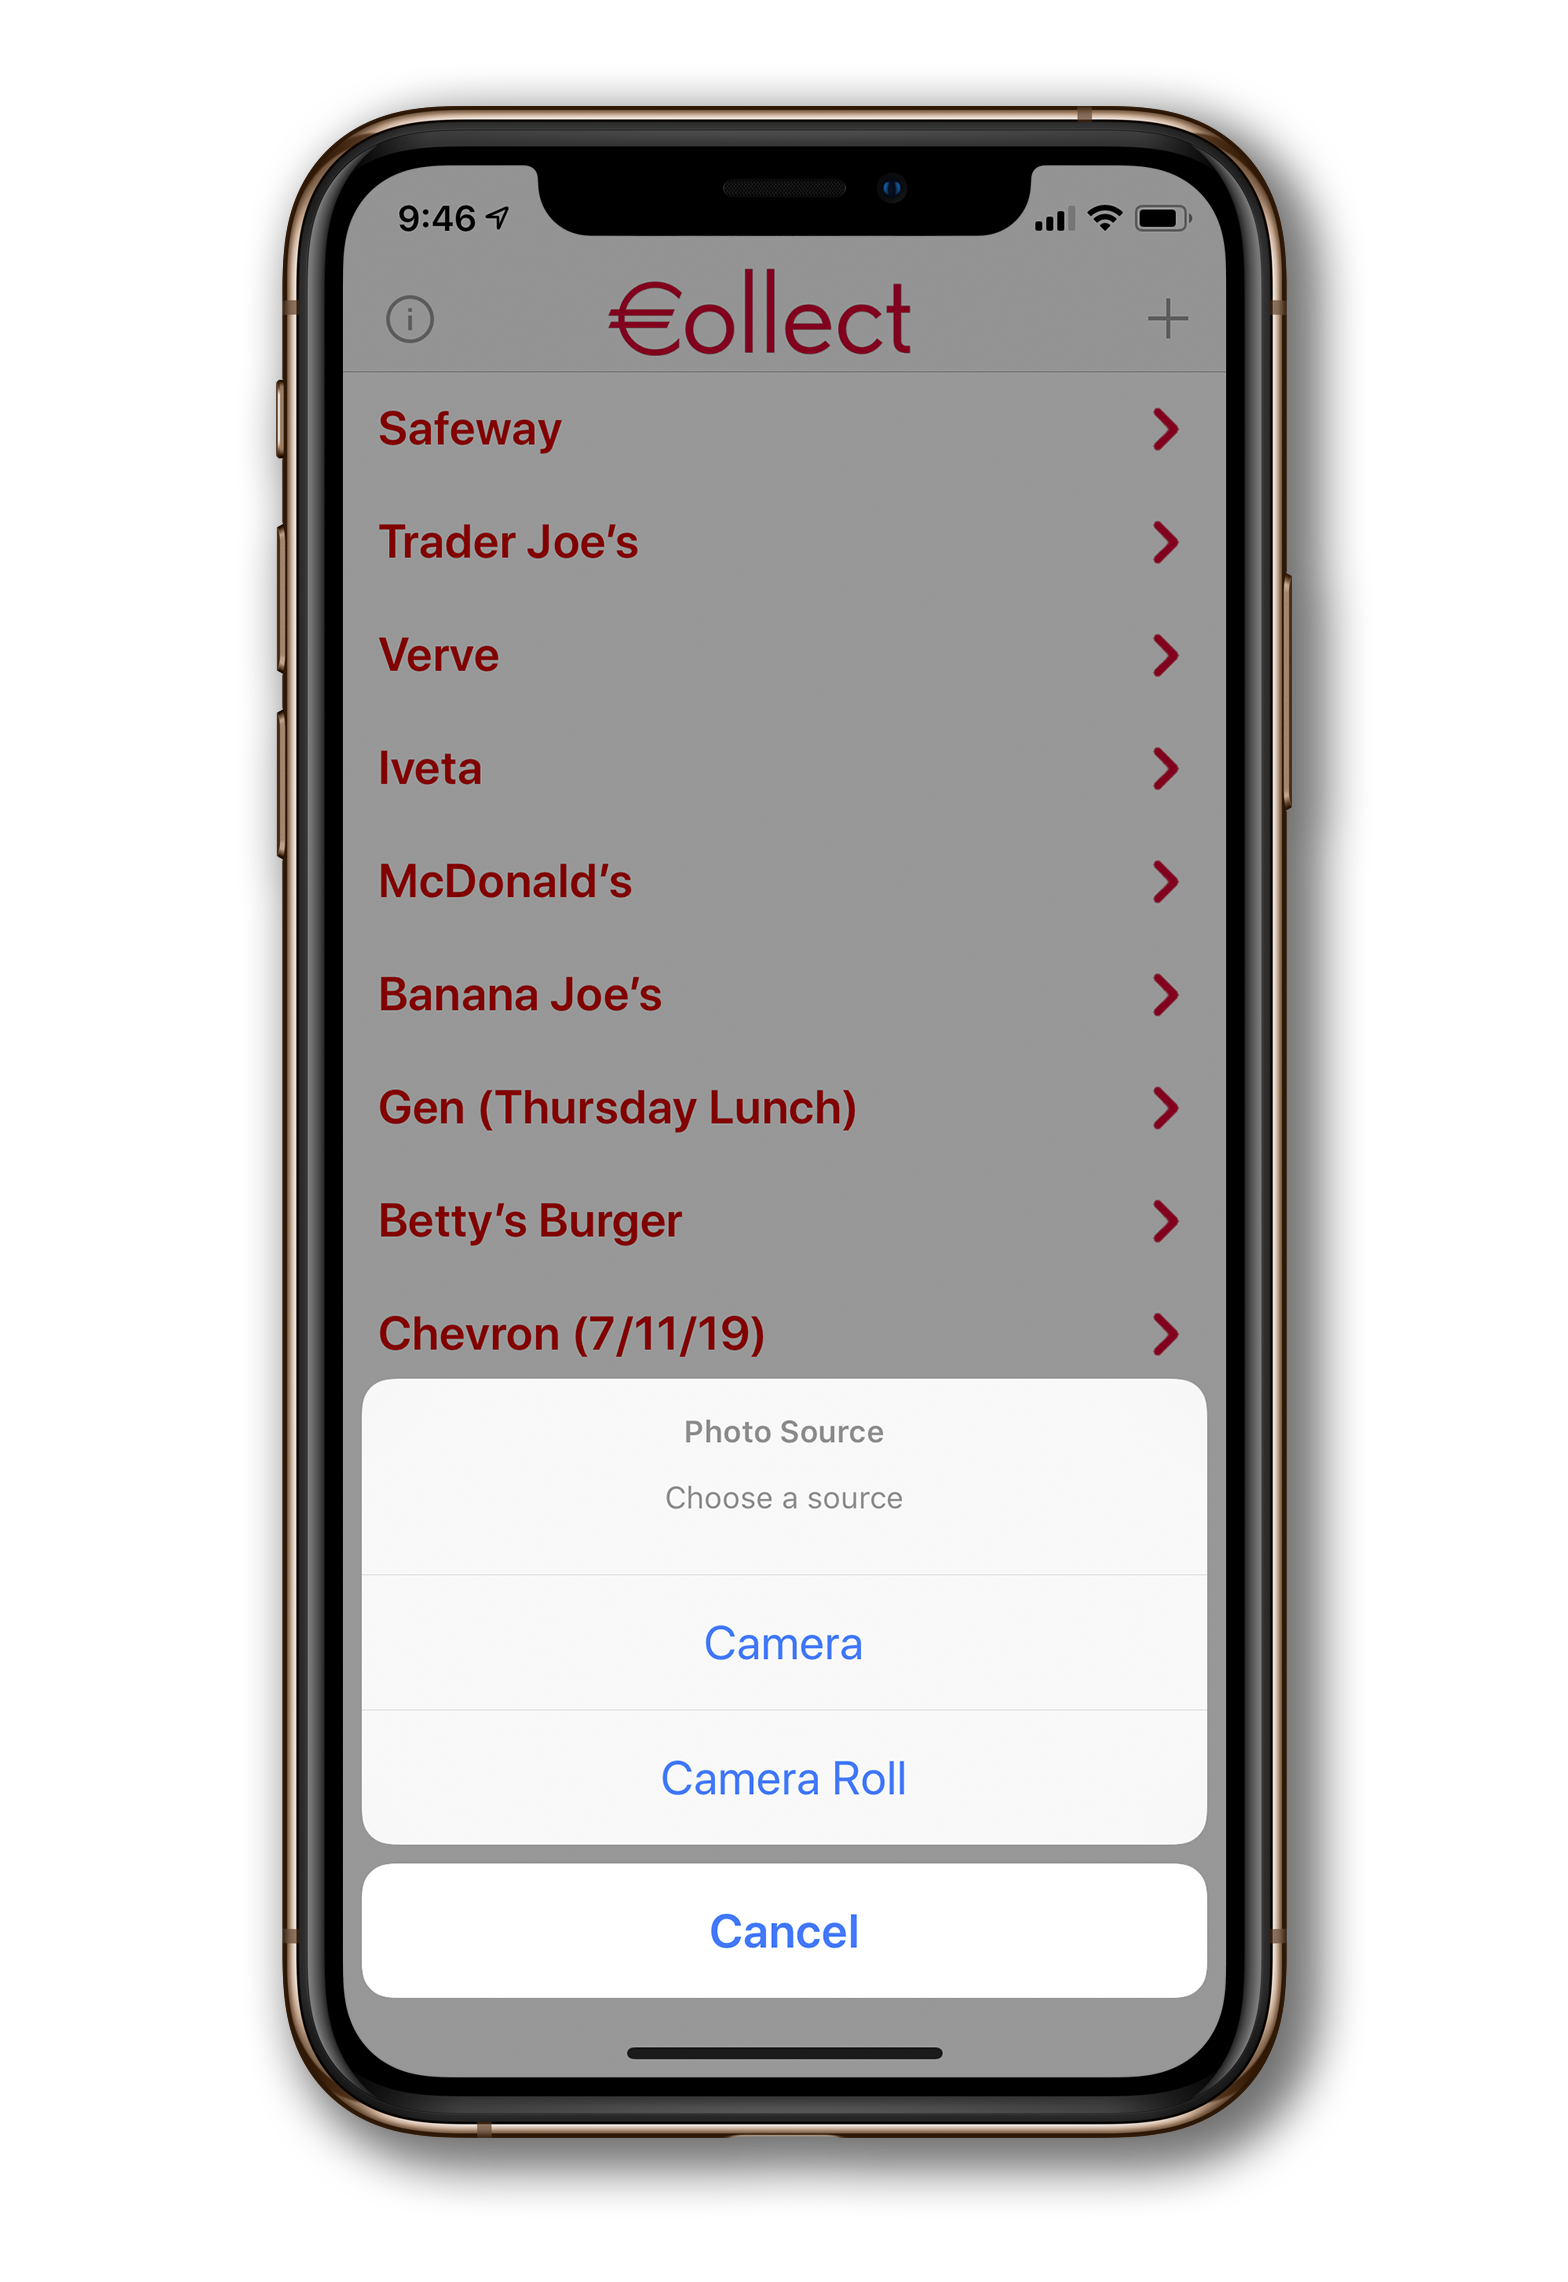 9:46
€ollect
Safeway
Trader Joe’s
Verve
Iveta
McDonald’s
Banana Joe’s
Gen (Thursday Lunch)
Betty’s Burger
Chevron (7/11/19)
Photo Source
Choose a source
Camera
Camera Roll
Cancel